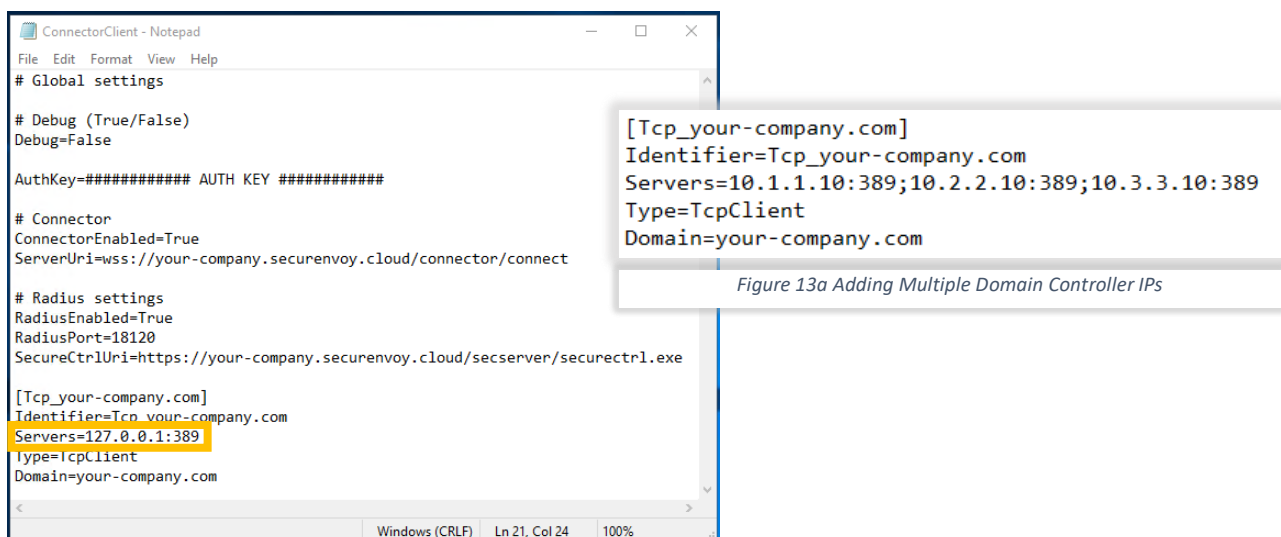 ConnectorClient - Notepad
File Edit Format View Help
# Global settings
# Debug (True/False)
Debug=False
AuthKey=############ AUTH KEY ############
# Connector
ConnectorEnabled=True
ServerUri=wss://your-company.securenvoy.cloud/connector/connect
# Radius settings
RadiusEnabled=True
RadiusPort=18120
SecureCtrlUri=https://your-company.securenvoy.cloud/secserver/securectrl.exe
[Tcp_your-company.com]
Identifier=Tcp_your-company.com
Servers=127.0.0.1:389
Type=TcpClient
Domain=your-company.com
Windows (CRLF) Ln 21, Col 24 100%
[Tcp_your-company.com]
Identifier=Tcp_your-company.com
Servers=10.1.1.10:389;10.2.2.10:389;10.3.3.10:389
Type=TcpClient
Domain=your-company.com
Figure 13a Adding Multiple Domain Controller IPs